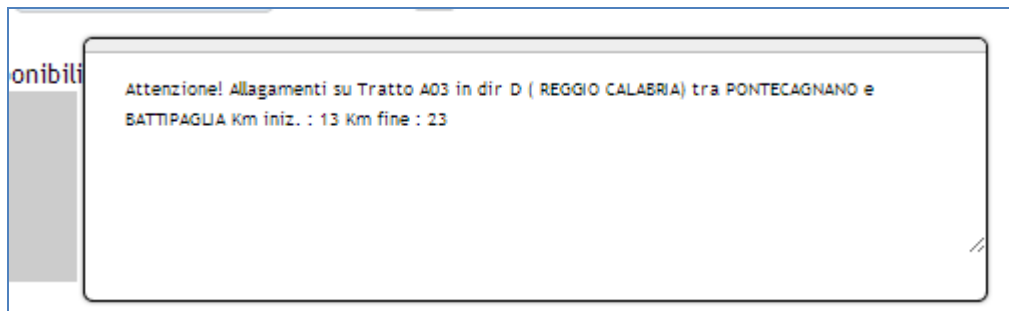 onibili
Attenzione! Allagamenti su Tratto A03 in dir D ( REGGIO CALABRIA) tra PONTECAGNANO e
BATTIPAGLIA Km iniz. : 13 Km fine : 23